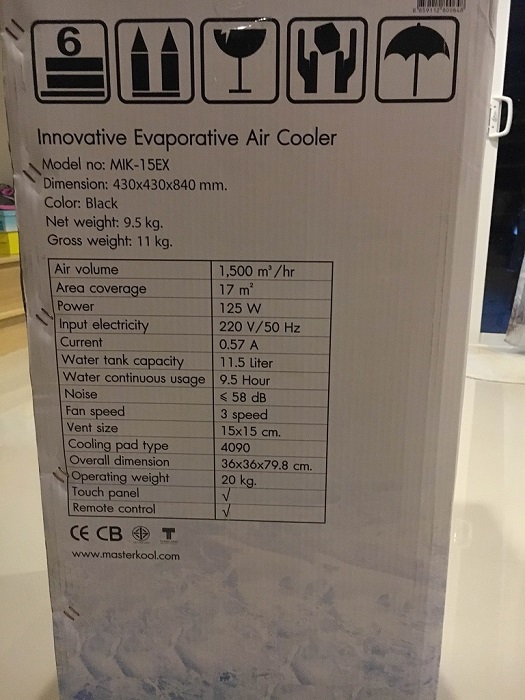 6
Innovative Evaporative Air Cooler
Model no: MIK-15EX
Dimension: 430x430x840 mm.
Color: Black
Net weight: 9.5 kg.
Gross weight: 11 kg.
Air volume 1,500 m³/hr
Area coverage 17 m²
Power 125 W
Input electricity 220 V/50 Hz
Current 0.57 A
Water tank capacity 11.5 Liter
Water continuous usage 9.5 Hour
Noise ⩽ 58 dB
Fan speed 3 speed
Vent size 15x15 cm.
Cooling pad type 4090
Overall dimension 36x36x79.8 cm.
Operating weight 20 kg.
Touch panel √
Remote control √
CE CB T
www.masterkool.com